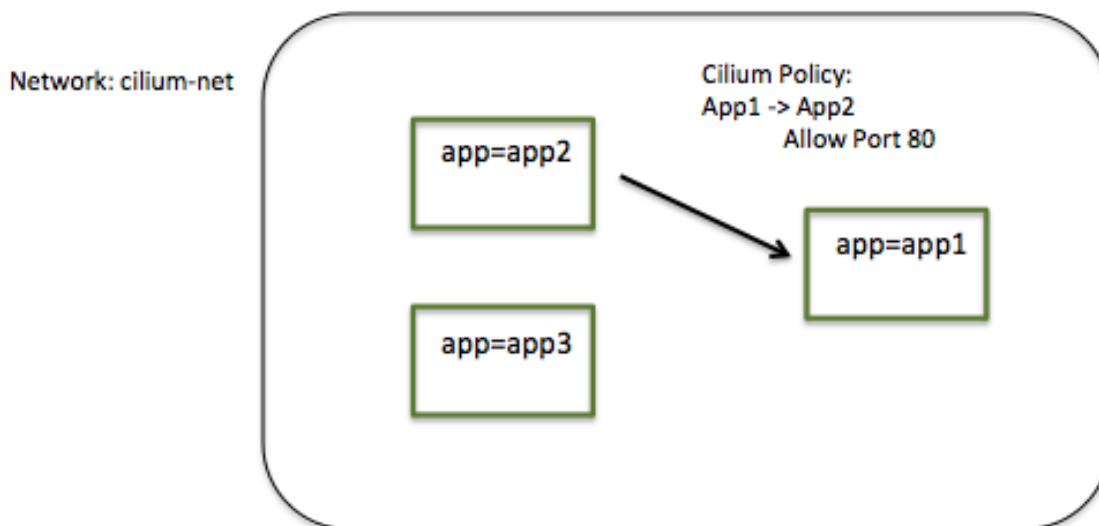 Network: cilium-net
Cilium Policy:
App1 -> App2
Allow Port 80
app=app2
app=app1
app=app3